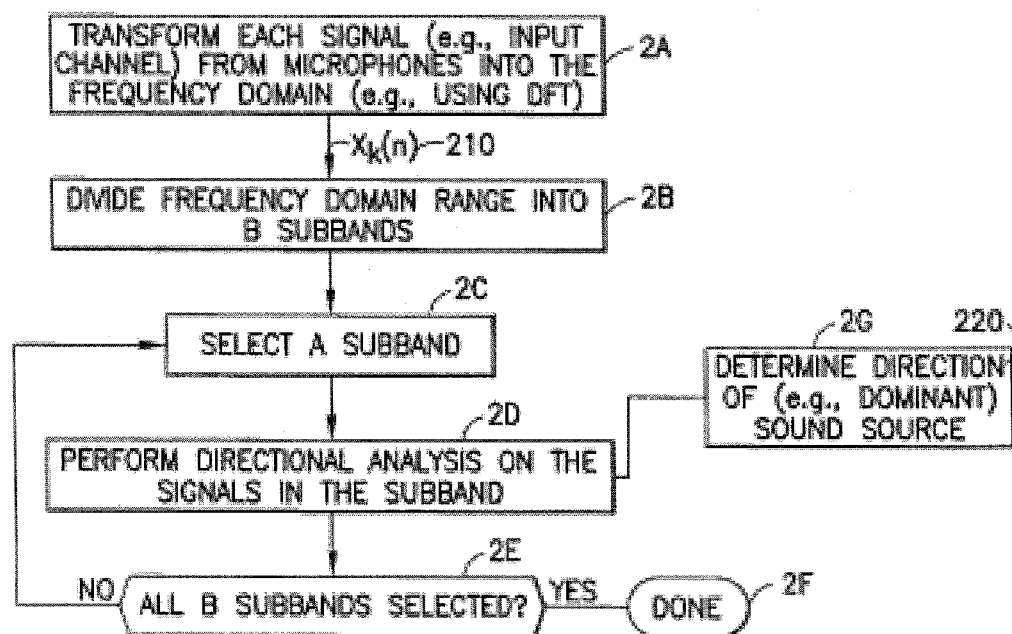 TRANSFORM EACH SIGNAL (e.g., INPUT
CHANNEL) FROM MICROPHONES INTO THE
FREQUENCY DOMAIN (e.g., USING DFT)
2A
Xk(n) 210
DIVIDE FREQUENCY DOMAIN RANGE INTO
B SUBBANDS
2B
2C
SELECT A SUBBAND
2G
220
DETERMINE DIRECTION
OF (e.g., DOMINANT)
SOUND SOURCE
2D
PERFORM DIRECTIONAL ANALYSIS ON THE
SIGNALS IN THE SUBBAND
2E
NO
ALL B SUBBANDS SELECTED?
YES
DONE
2F